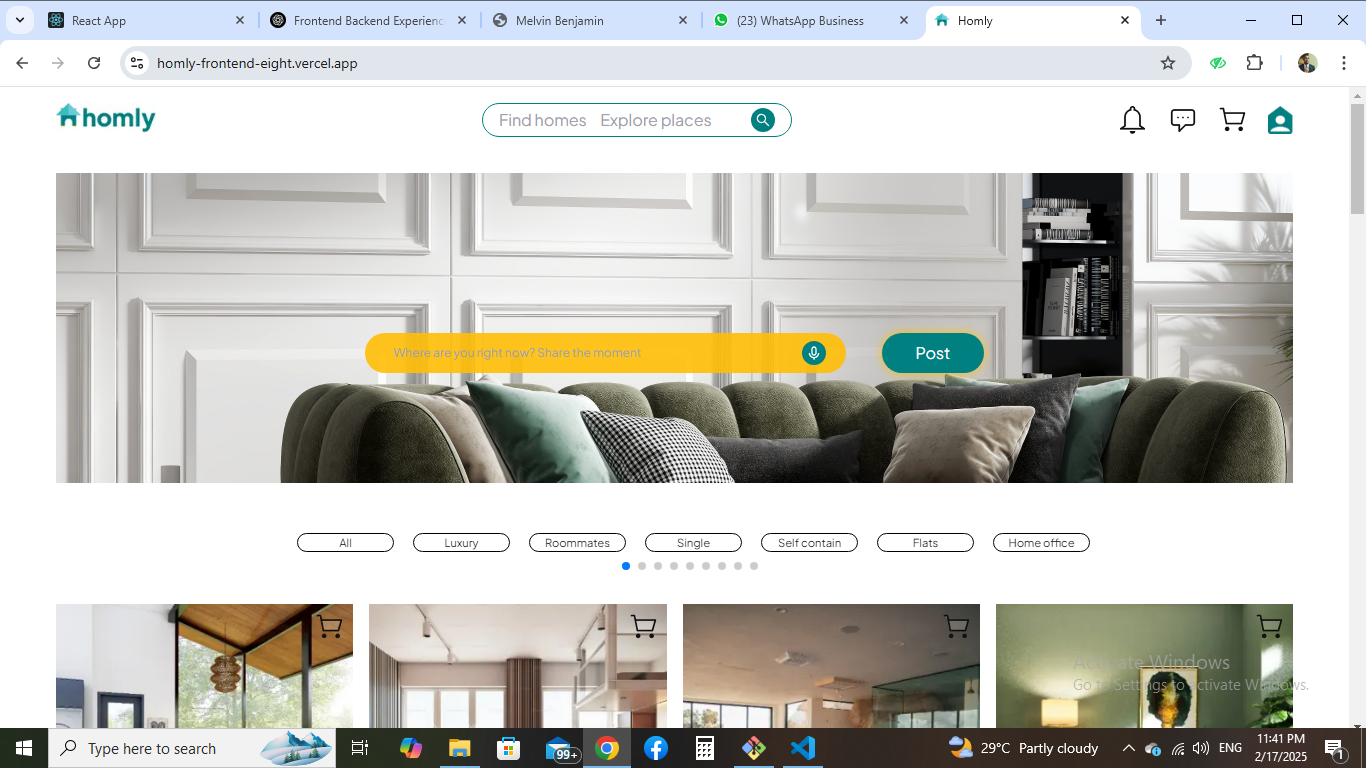 React App
Frontend Backend Experienc
Melvin Benjamin
(23) WhatsApp Business
Homly
homly-frontend-eight.vercel.app
homly
Find homes Explore places
Where are you right now? Share the moment
Post
All
Luxury
Roommates
Single
Self contain
Flats
Home office
Activate Windows
Go to Settings to activate Windows.
Type here to search
99+
29°C Partly cloudy
ENG
11:41 PM
2/17/2025
1